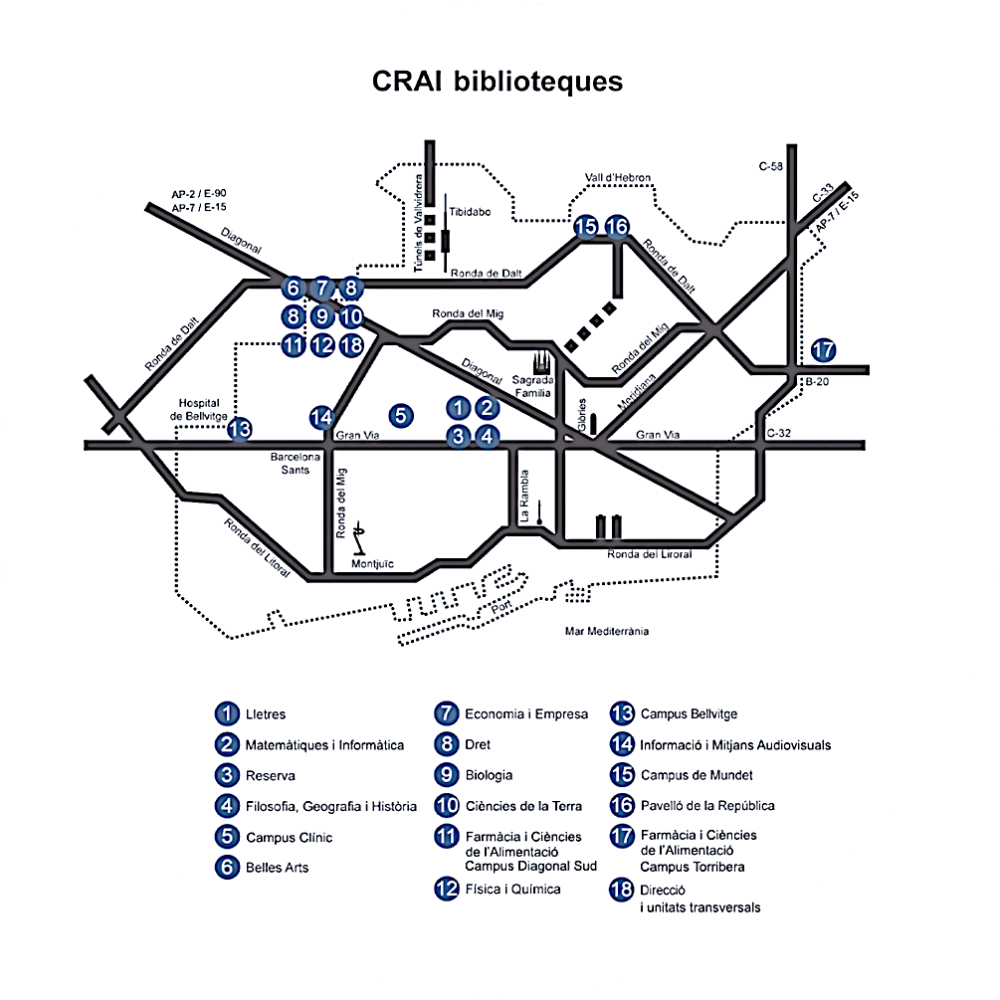 CRAI biblioteques
C-58
AP-2 / E-90
AP-7 / E-15
C-33
AP-7 / E-15
Vall d'Hebron
Túnels de Vallvidrera
Tibidabo
Diagonal
15
16
Ronda de Dalt
Ronda de Dalt
6
7
8
Ronda de Dalt
8
9
10
Ronda del Mig
11
12
18
Ronda del Mig
17
Diagonal
Sagrada
Família
Meridiana
B-20
Hospital
de Bellvitge
13
14
5
1
2
Glòries
3
4
Gran Via
Gran Via
C-32
Barcelona
Sants
Ronda del Mig
La Rambla
Ronda del Litoral
Montjuïc
Ronda del Liroral
Port
Mar Mediterrània
1 Lletres
2 Matemàtiques i Informàtica
3 Reserva
4 Filosofia, Geografia i Història
5 Campus Clínic
6 Belles Arts
7 Economia i Empresa
8 Dret
9 Biologia
10 Ciències de la Terra
11 Farmàcia i Ciències
de l'Alimentació
Campus Diagonal Sud
12 Física i Química
13 Campus Bellvitge
14 Informació i Mitjans Audiovisuals
15 Campus de Mundet
16 Pavelló de la República
17 Farmàcia i Ciències
de l'Alimentació
Campus Torribera
18 Direcció
i unitats transversals